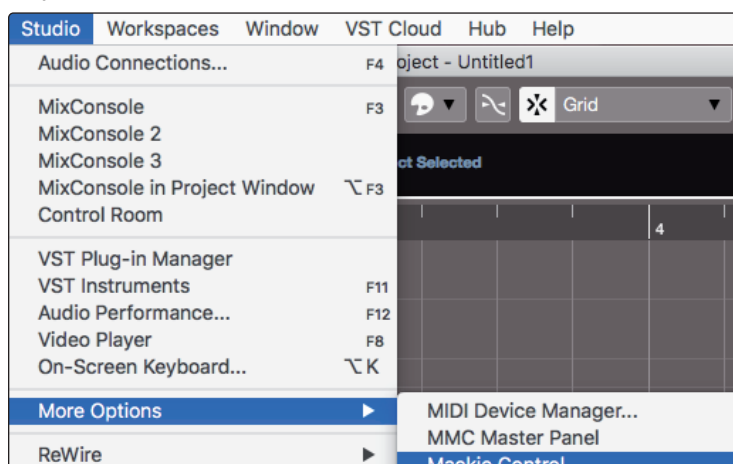 Studio Workspaces Window VST Cloud Hub Help
Audio Connections... F4
oject - Untitled1
MixConsole F3
Grid
MixConsole 2
MixConsole 3
ct Selected
MixConsole in Project Window ⌥F3
Control Room
4
VST Plug-in Manager
VST Instruments F11
Audio Performance... F12
Video Player F8
On-Screen Keyboard... ⌥K
More Options
MIDI Device Manager...
MMC Master Panel
ReWire
Mackie Control